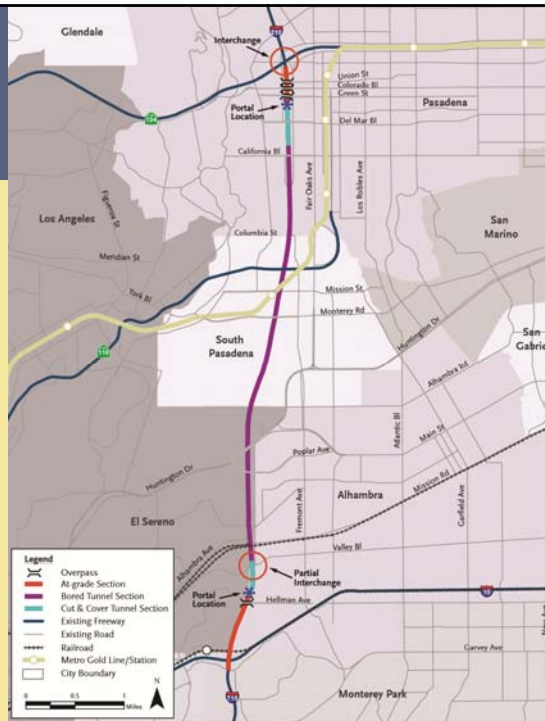 Glendale
210
Interchange
Union St
Colorado Bl
Green St
Portal
Location
Pasadena
134
Del Mar Bl
California Bl
Fair Oaks Ave
Los Robles Ave
Figueroa St
Los Angeles
San
Marino
Columbia St
Meridian St
York Bl
Mission St
Monterey Rd
Huntington Dr
110
South
Pasadena
San
Gabrie
Alhambra Rd
Atlantic Bl
Main St
Poplar Ave
Mission Rd
Huntington Dr
Fremont Ave
Alhambra
Garfield Ave
El Sereno
Alhambra Ave
Valley Bl
Partial
Interchange
Portal
Location
Hellman Ave
10
New Ave
Garvey Ave
710
Monterey Park
Legend
Overpass
At-grade Section
Bored Tunnel Section
Cut & Cover Tunnel Section
Existing Freeway
Existing Road
Railroad
Metro Gold Line/Station
City Boundary
0 0.5 1
Miles
N